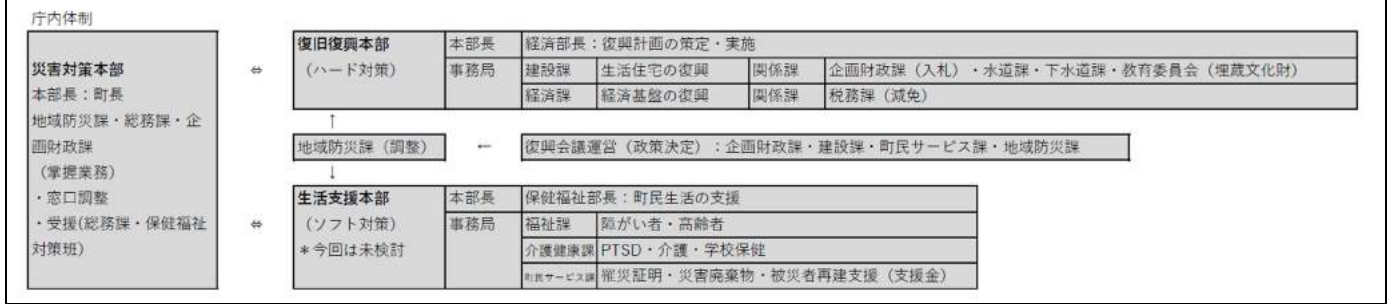 庁内体制
災害対策本部
本部長：町長
地域防災課・総務課・企
画財政課
（掌握業務）
・窓口調整
・受援(総務課・保健福祉
対策班）
⇔
復旧復興本部 本部長 経済部長：復興計画の策定・実施
（ハード対策） 事務局 建設課 生活住宅の復興 関係課 企画財政課（入札）・水道課・下水道課・教育委員会（埋蔵文化財）
経済課 経済基盤の復興 関係課 税務課（減免）
↑
地域防災課（調整） ← 復興会議運営（政策決定）：企画財政課・建設課・町民サービス課・地域防災課
↓
⇔
生活支援本部 本部長 保健福祉部長：町民生活の支援
（ソフト対策） 事務局 福祉課 障がい者・高齢者
＊今回は未検討 介護健康課 PTSD・介護・学校保健
町民サービス課 罹災証明・災害廃棄物・被災者再建支援（支援金）